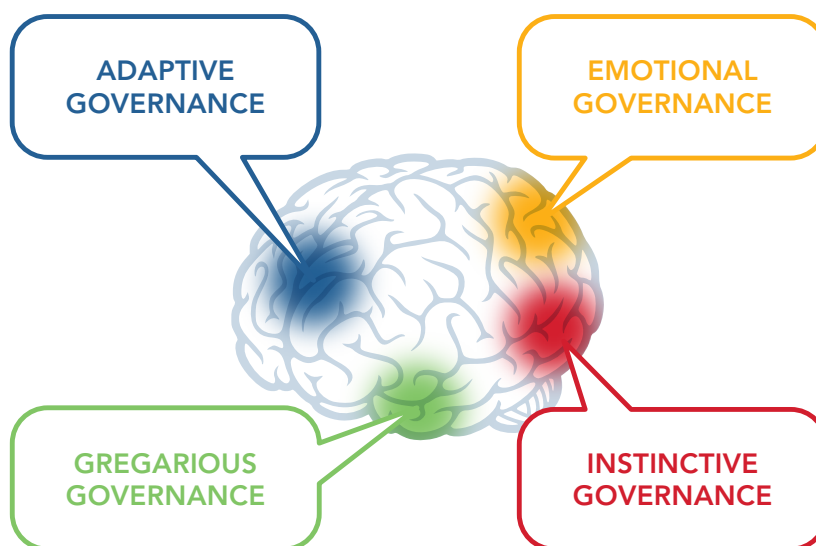 ADAPTIVE
GOVERNANCE
EMOTIONAL
GOVERNANCE
GREGARIOUS
GOVERNANCE
INSTINCTIVE
GOVERNANCE